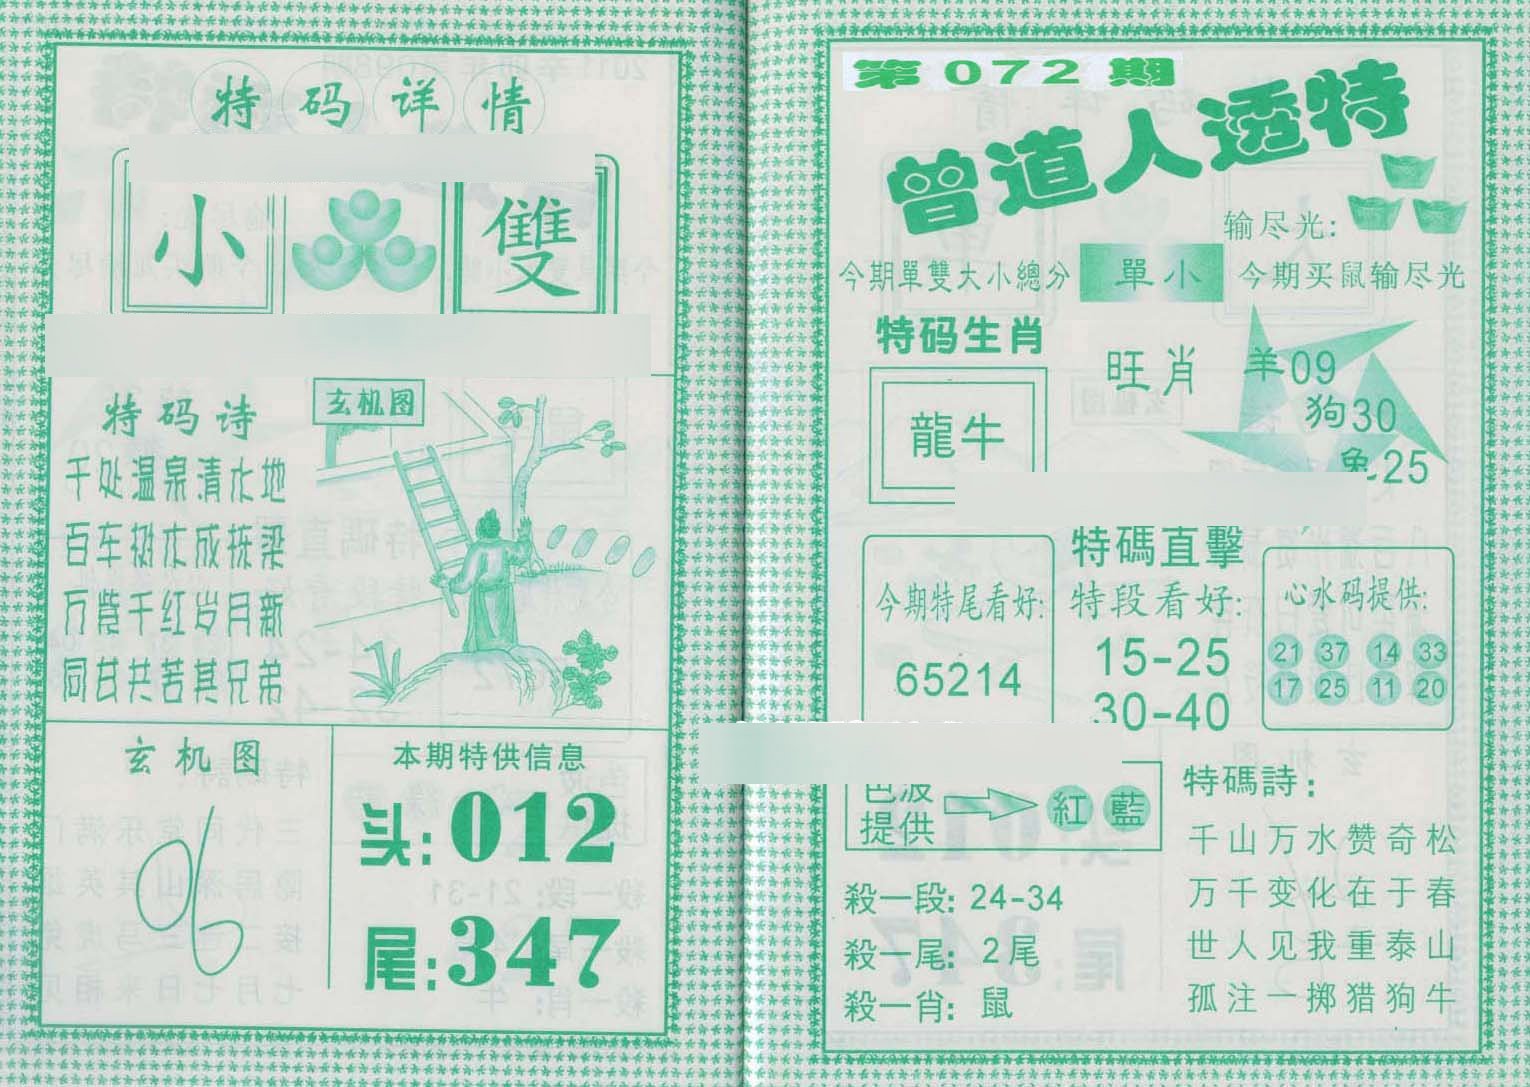 特码详情
小 雙
特码诗
玄机图
千处温泉清水地
百车树木成栋梁
万营千红岁月新
同甘共苦其兄弟
玄机图
本期特供信息
头:012
尾:347
第072期
曾道人透特
输尽光:
今期單雙大小總分 單小 今期买鼠输尽光
特码生肖
龍牛
旺肖
羊09
狗30
兔25
特碼直擊
今期特尾看好:
65214
特段看好:
15-25
30-40
心水码提供:
21 37 14 33
17 25 11 20
色波
提供
紅 藍
殺一段: 24-34
殺一尾: 2尾
殺一肖: 鼠
特碼詩:
千山万水赞奇松
万千变化在于春
世人见我重泰山
孤注一掷猎狗牛